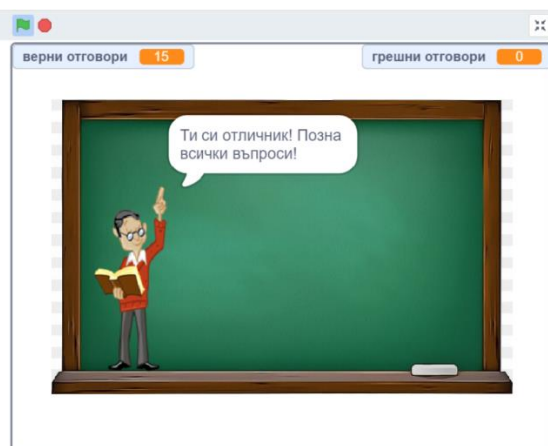 верни отговори 15
грешни отговори 0
Ти си отличник! Позна
всички въпроси!